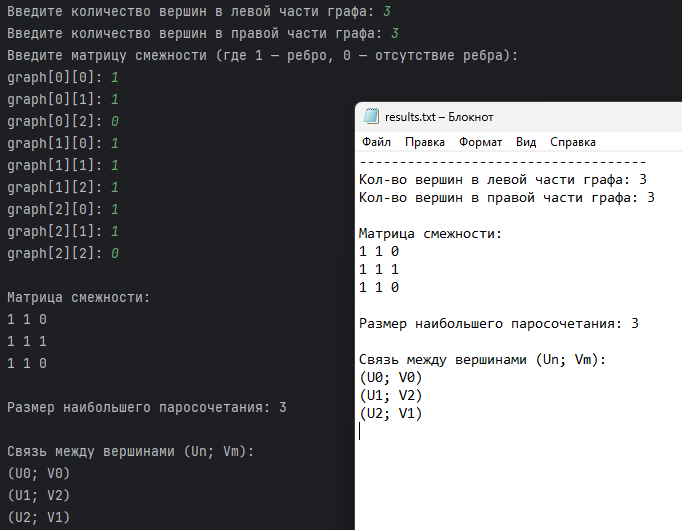 Введите количество вершин в левой части графа: 3
Введите количество вершин в правой части графа: 3
Введите матрицу смежности (где 1 — ребро, 0 — отсутствие ребра):
graph[0][0]: 1
graph[0][1]: 1
graph[0][2]: 0
graph[1][0]: 1
graph[1][1]: 1
graph[1][2]: 1
graph[2][0]: 1
graph[2][1]: 1
graph[2][2]: 0
Матрица смежности:
1 1 0
1 1 1
1 1 0
Размер наибольшего паросочетания: 3
Связь между вершинами (Un; Vm):
(U0; V0)
(U1; V2)
(U2; V1)
results.txt – Блокнот
Файл Правка Формат Вид Справка
------------------------------------
Кол-во вершин в левой части графа: 3
Кол-во вершин в правой части графа: 3
Матрица смежности:
1 1 0
1 1 1
1 1 0
Размер наибольшего паросочетания: 3
Связь между вершинами (Un; Vm):
(U0; V0)
(U1; V2)
(U2; V1)